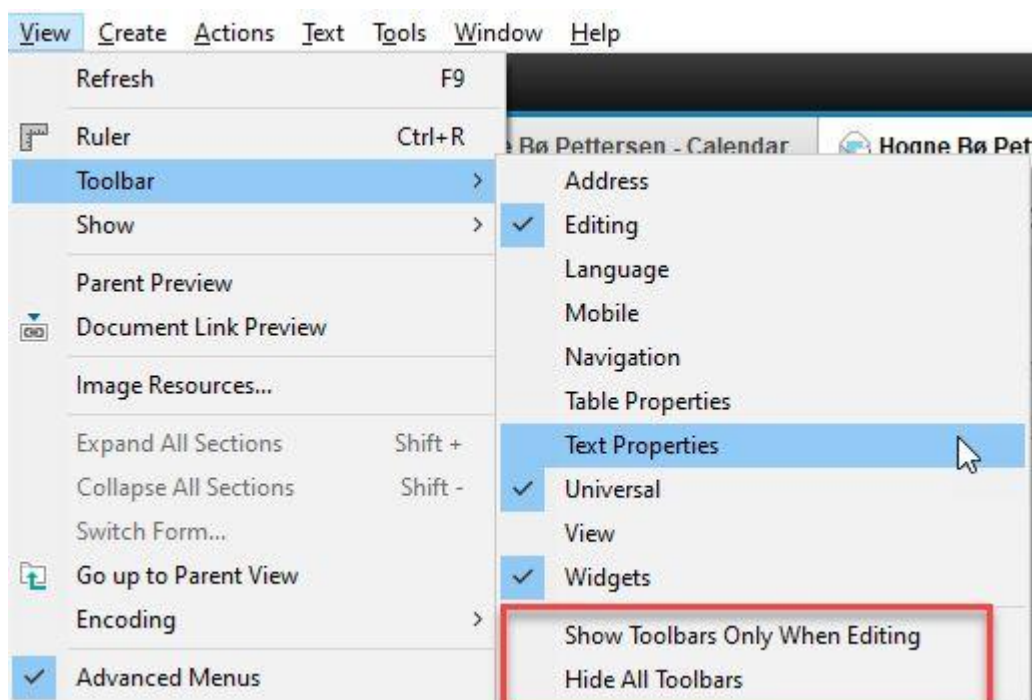 View Create Actions Text Tools Window Help
Refresh F9
Ruler Ctrl+R
Toolbar
Show
Parent Preview
Document Link Preview
Image Resources...
Expand All Sections Shift +
Collapse All Sections Shift -
Switch Form...
Go up to Parent View
Encoding
Advanced Menus
Bø Pettersen - Calendar
Hogne Bø Pet
Address
Editing
Language
Mobile
Navigation
Table Properties
Text Properties
Universal
View
Widgets
Show Toolbars Only When Editing
Hide All Toolbars